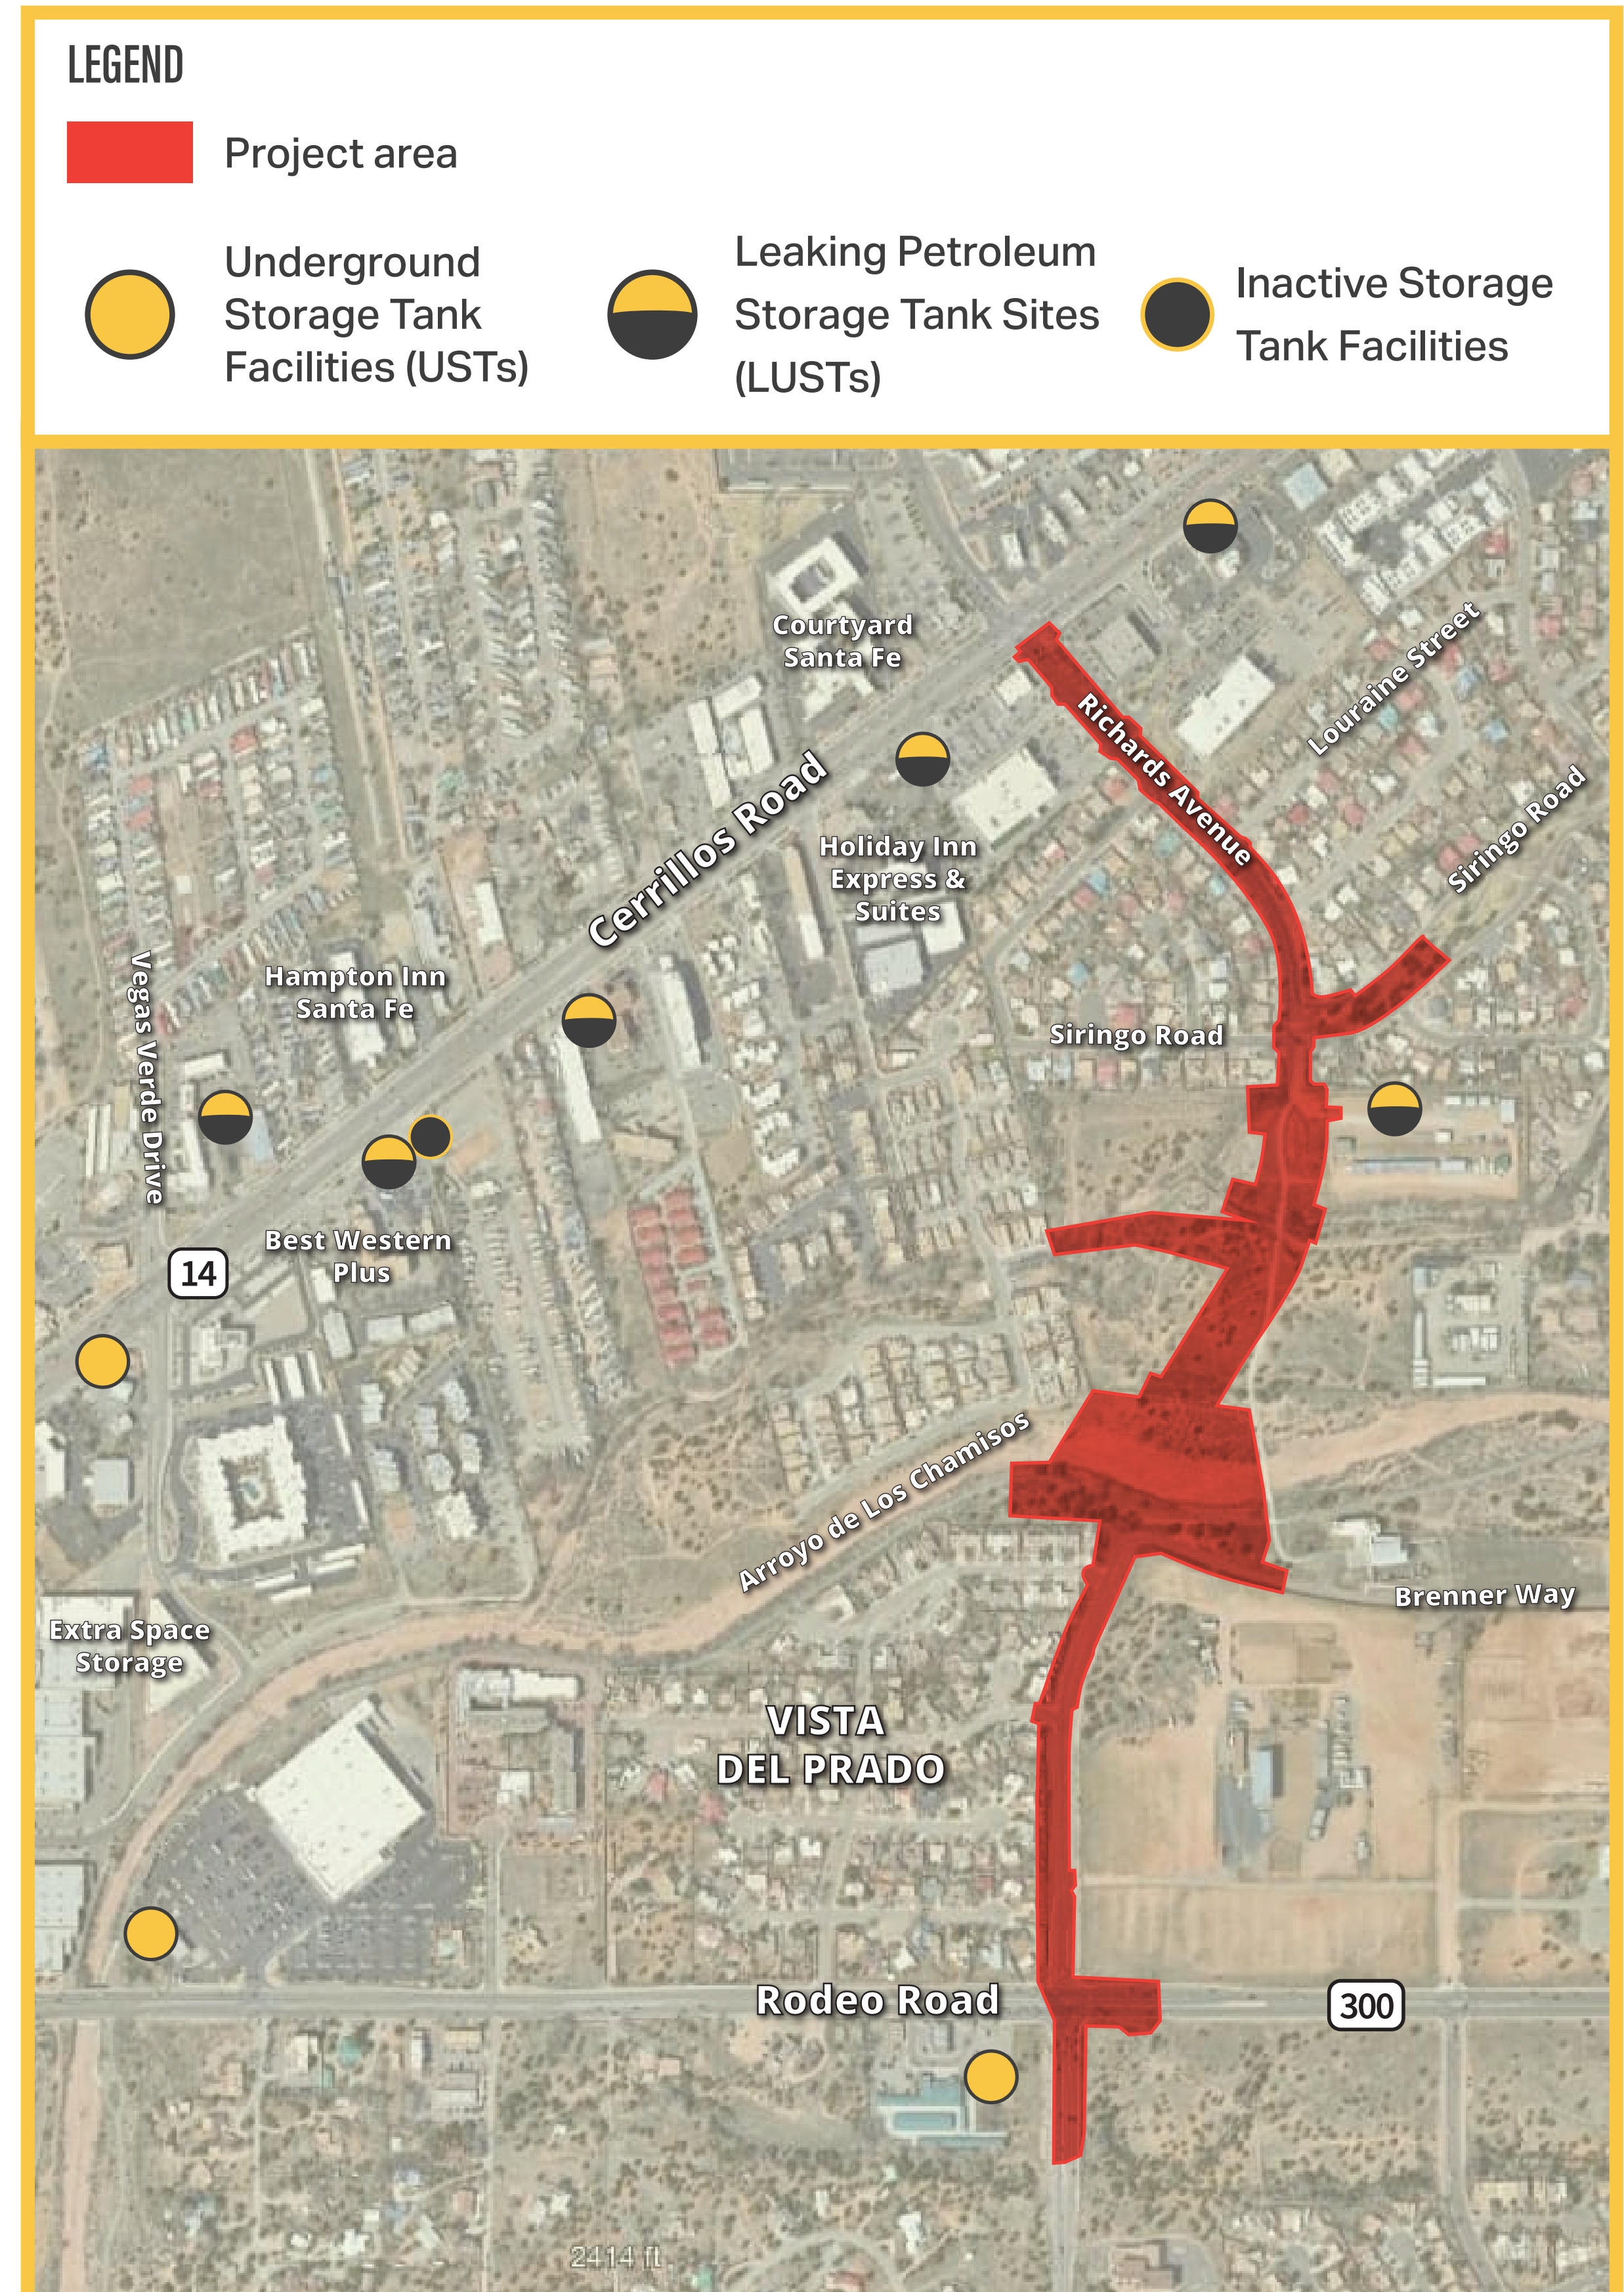 LEGEND
Project area
Underground
Storage Tank
Facilities (USTs)
Leaking Petroleum
Storage Tank Sites
(LUSTs)
Inactive Storage
Tank Facilities
Courtyard
Santa Fe
Richards Avenue
Louraine Street
Siringo Road
Cerrillos Road
Holiday Inn
Express &
Suites
Hampton Inn
Santa Fe
Vegas Verde Drive
Siringo Road
Best Western
Plus
14
Arroyo de Los Chamisos
Brenner Way
Extra Space
Storage
VISTA
DEL PRADO
Rodeo Road
300
2414 ft